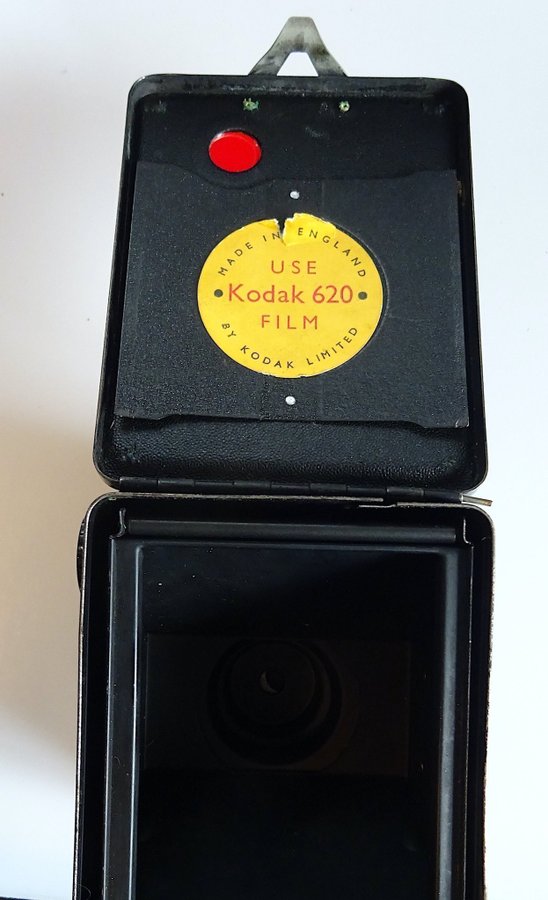 MADE IN ENGLAND
USE
Kodak 620
FILM
BY KODAK LIMITED